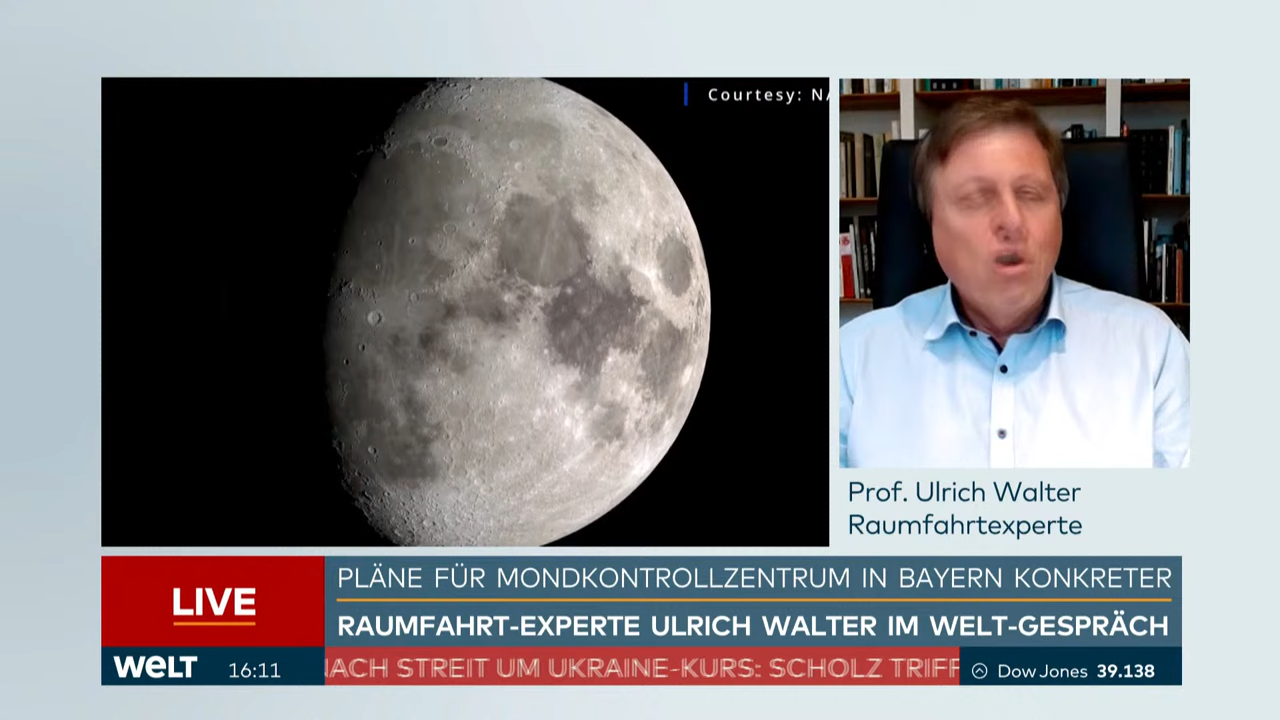 Courtesy:
Prof. Ulrich Walter
Raumfahrtexperte
LIVE
PLÄNE FÜR MONDKONTROLLZENTRUM IN BAYERN KONKRETER
RAUMFAHRT-EXPERTE ULRICH WALTER IM WELT-GESPRÄCH
welt 16:11 NACH STREIT UM UKRAINE-KURS: SCHOLZ TRIFF Dow Jones 39.138